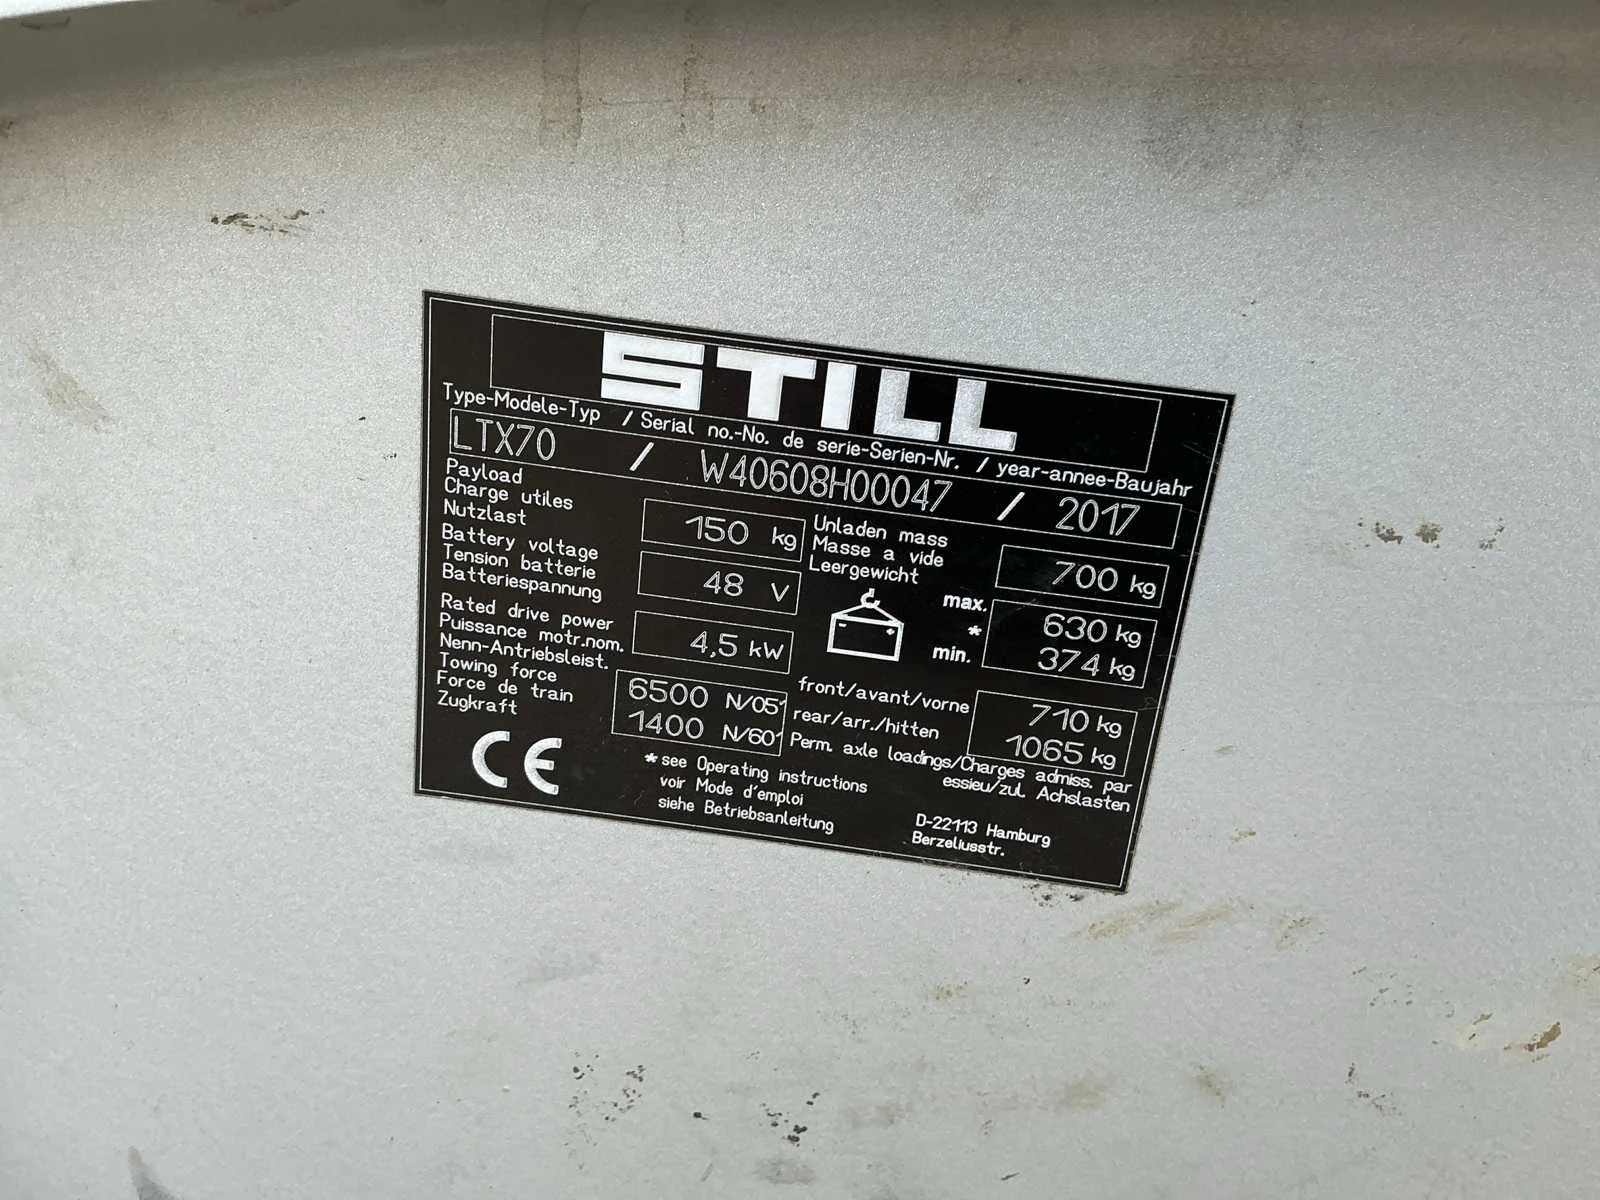 STILL
Type-Modele-Typ / Serial no.-No. de serie-Serien-Nr. / year-annee-Baujahr
LTX70 / W40608H00047 / 2017
Payload
Charge utiles
Nutzlast
150 kg
Unladen mass
Masse a vide
Leergewicht
700 kg
Battery voltage
Tension batterie
Batteriespannung
48 V
max. 630 kg
*
min. 374 kg
Rated drive power
Puissance motr.nom.
Nenn-Antriebsleist.
4,5 kW
Towing force
Force de train
Zugkraft
6500 N/05'
1400 N/60'
front/avant/vorne 710 kg
rear/arr./hitten 1065 kg
Perm. axle loadings/Charges admiss. par
essieu/zul. Achslasten
CE
* see Operating instructions
voir Mode d'emploi
siehe Betriebsanleitung
D-22113 Hamburg
Berzeliusstr.
- +